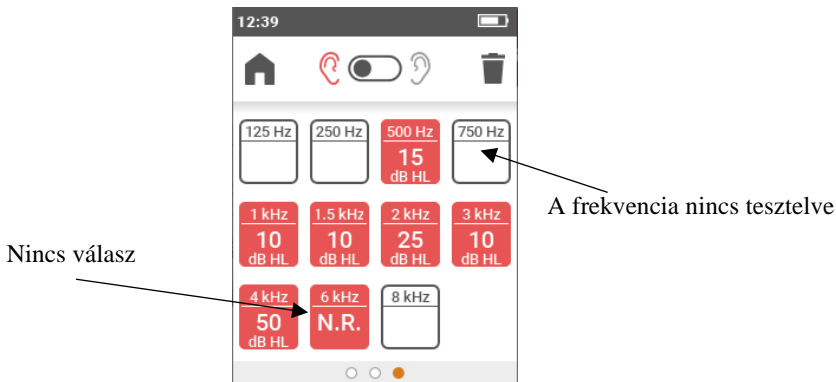 12:39
125 Hz 250 Hz 500 Hz 750 Hz
15
dB HL
A frekvencia nincs tesztelve
1 kHz 1.5 kHz 2 kHz 3 kHz
10 10 25 10
dB HL dB HL dB HL dB HL
Nincs válasz
4 kHz 6 kHz 8 kHz
50 N.R.
dB HL